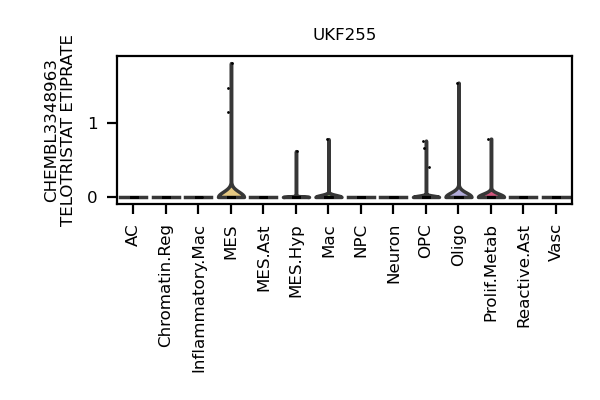 UKF255
CHEMBL3348963
TELOTRISTAT ETIPRATE
1
0
AC
Chromatin.Reg
Inflammatory.Mac
MES
MES.Ast
MES.Hyp
Mac
NPC
Neuron
OPC
Oligo
Prolif.Metab
Reactive.Ast
Vasc